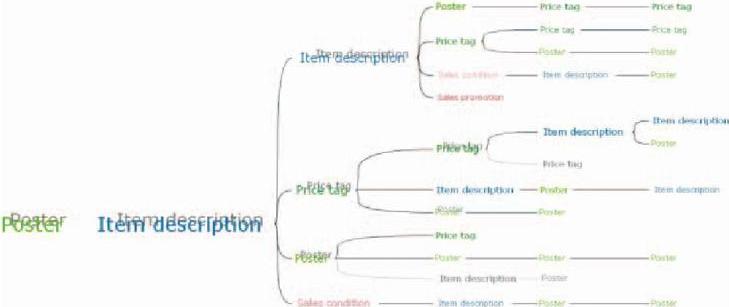 Poster Price tag Price tag
Price tag Price tag
Price tag
Item description
Item description
Poster Poster
Sales condition Item description Poster
Sales promotion
Item description
Item description
Price tag
Price tag
Poster
Price tag
Price tag
Price tag
Item description Poster Item description
Poster
Poster Poster
Poster
Poster
Item description
Item description
Price tag
Poster
Poster
Poster Poster Poster
Item description Poster
Sales condition Item description Poster Poster